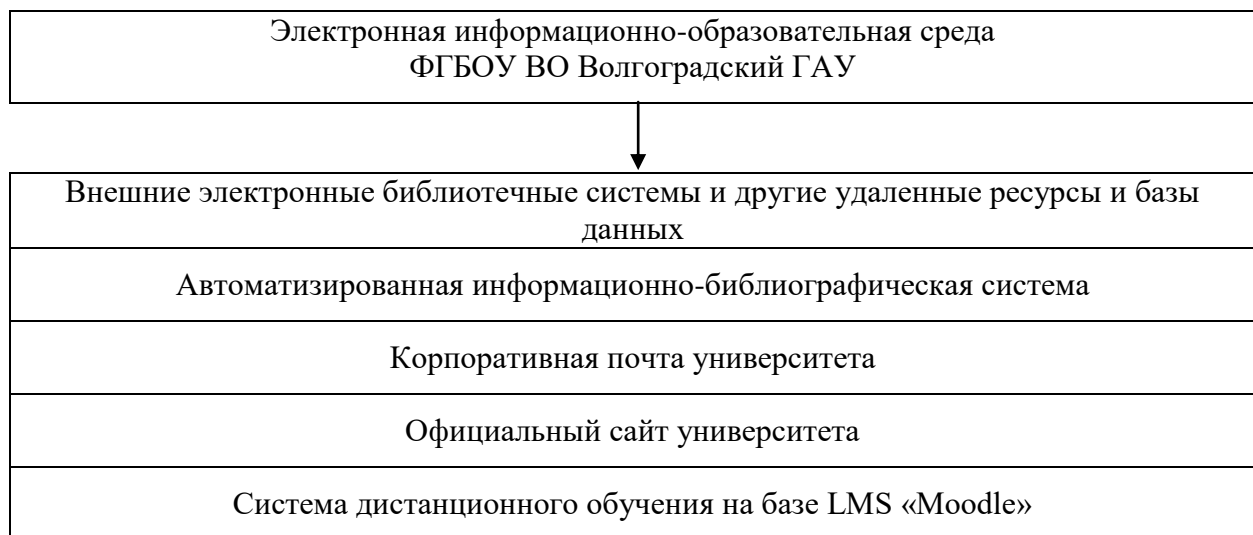 Электронная информационно-образовательная среда
ФГБОУ ВО Волгоградский ГАУ
Внешние электронные библиотечные системы и другие удаленные ресурсы и базы
данных
Автоматизированная информационно-библиографическая система
Корпоративная почта университета
Официальный сайт университета
Система дистанционного обучения на базе LMS «Moodle»